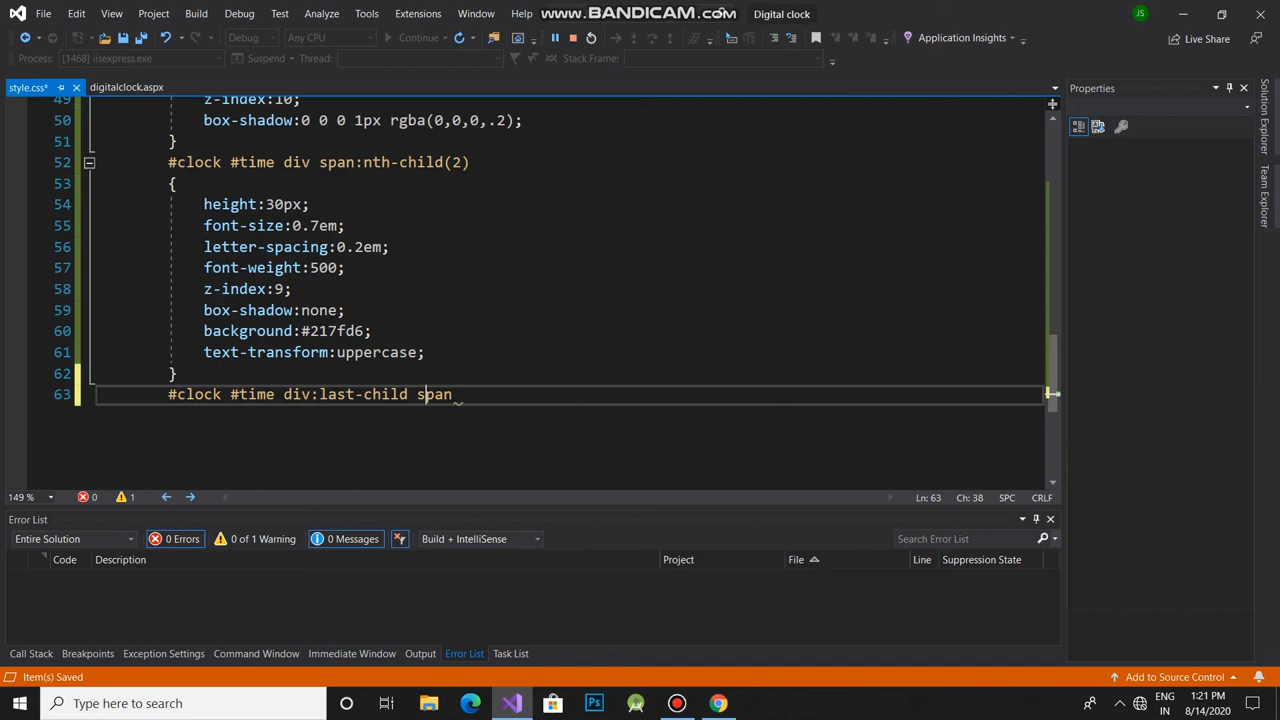 File Edit View Project Build Debug Test Analyze Tools Extensions Window Help www.BANDICAM.com Digital clock JS
Debug Any CPU Continue Application Insights Live Share
Process: [1468] iisexpress.exe Suspend Thread: Stack Frame:
style.css* digitalclock.aspx Properties
49 z-index:10;
50 box-shadow:0 0 0 1px rgba(0,0,0,.2);
51 }
52 #clock #time div span:nth-child(2)
53 {
54 height:30px;
55 font-size:0.7em;
56 letter-spacing:0.2em;
57 font-weight:500;
58 z-index:9;
59 box-shadow:none;
60 background:#217fd6;
61 text-transform:uppercase;
62 }
63 #clock #time div:last-child span
Solution Explorer
Team Explorer
149 % 0 1 Ln: 63 Ch: 38 SPC CRLF
Error List
Entire Solution 0 Errors 0 of 1 Warning 0 Messages Build + IntelliSense Search Error List
Code Description Project File Line Suppression State
Call Stack Breakpoints Exception Settings Command Window Immediate Window Output Error List Task List
Item(s) Saved Add to Source Control
Type here to search Ps ENG IN 1:21 PM 8/14/2020